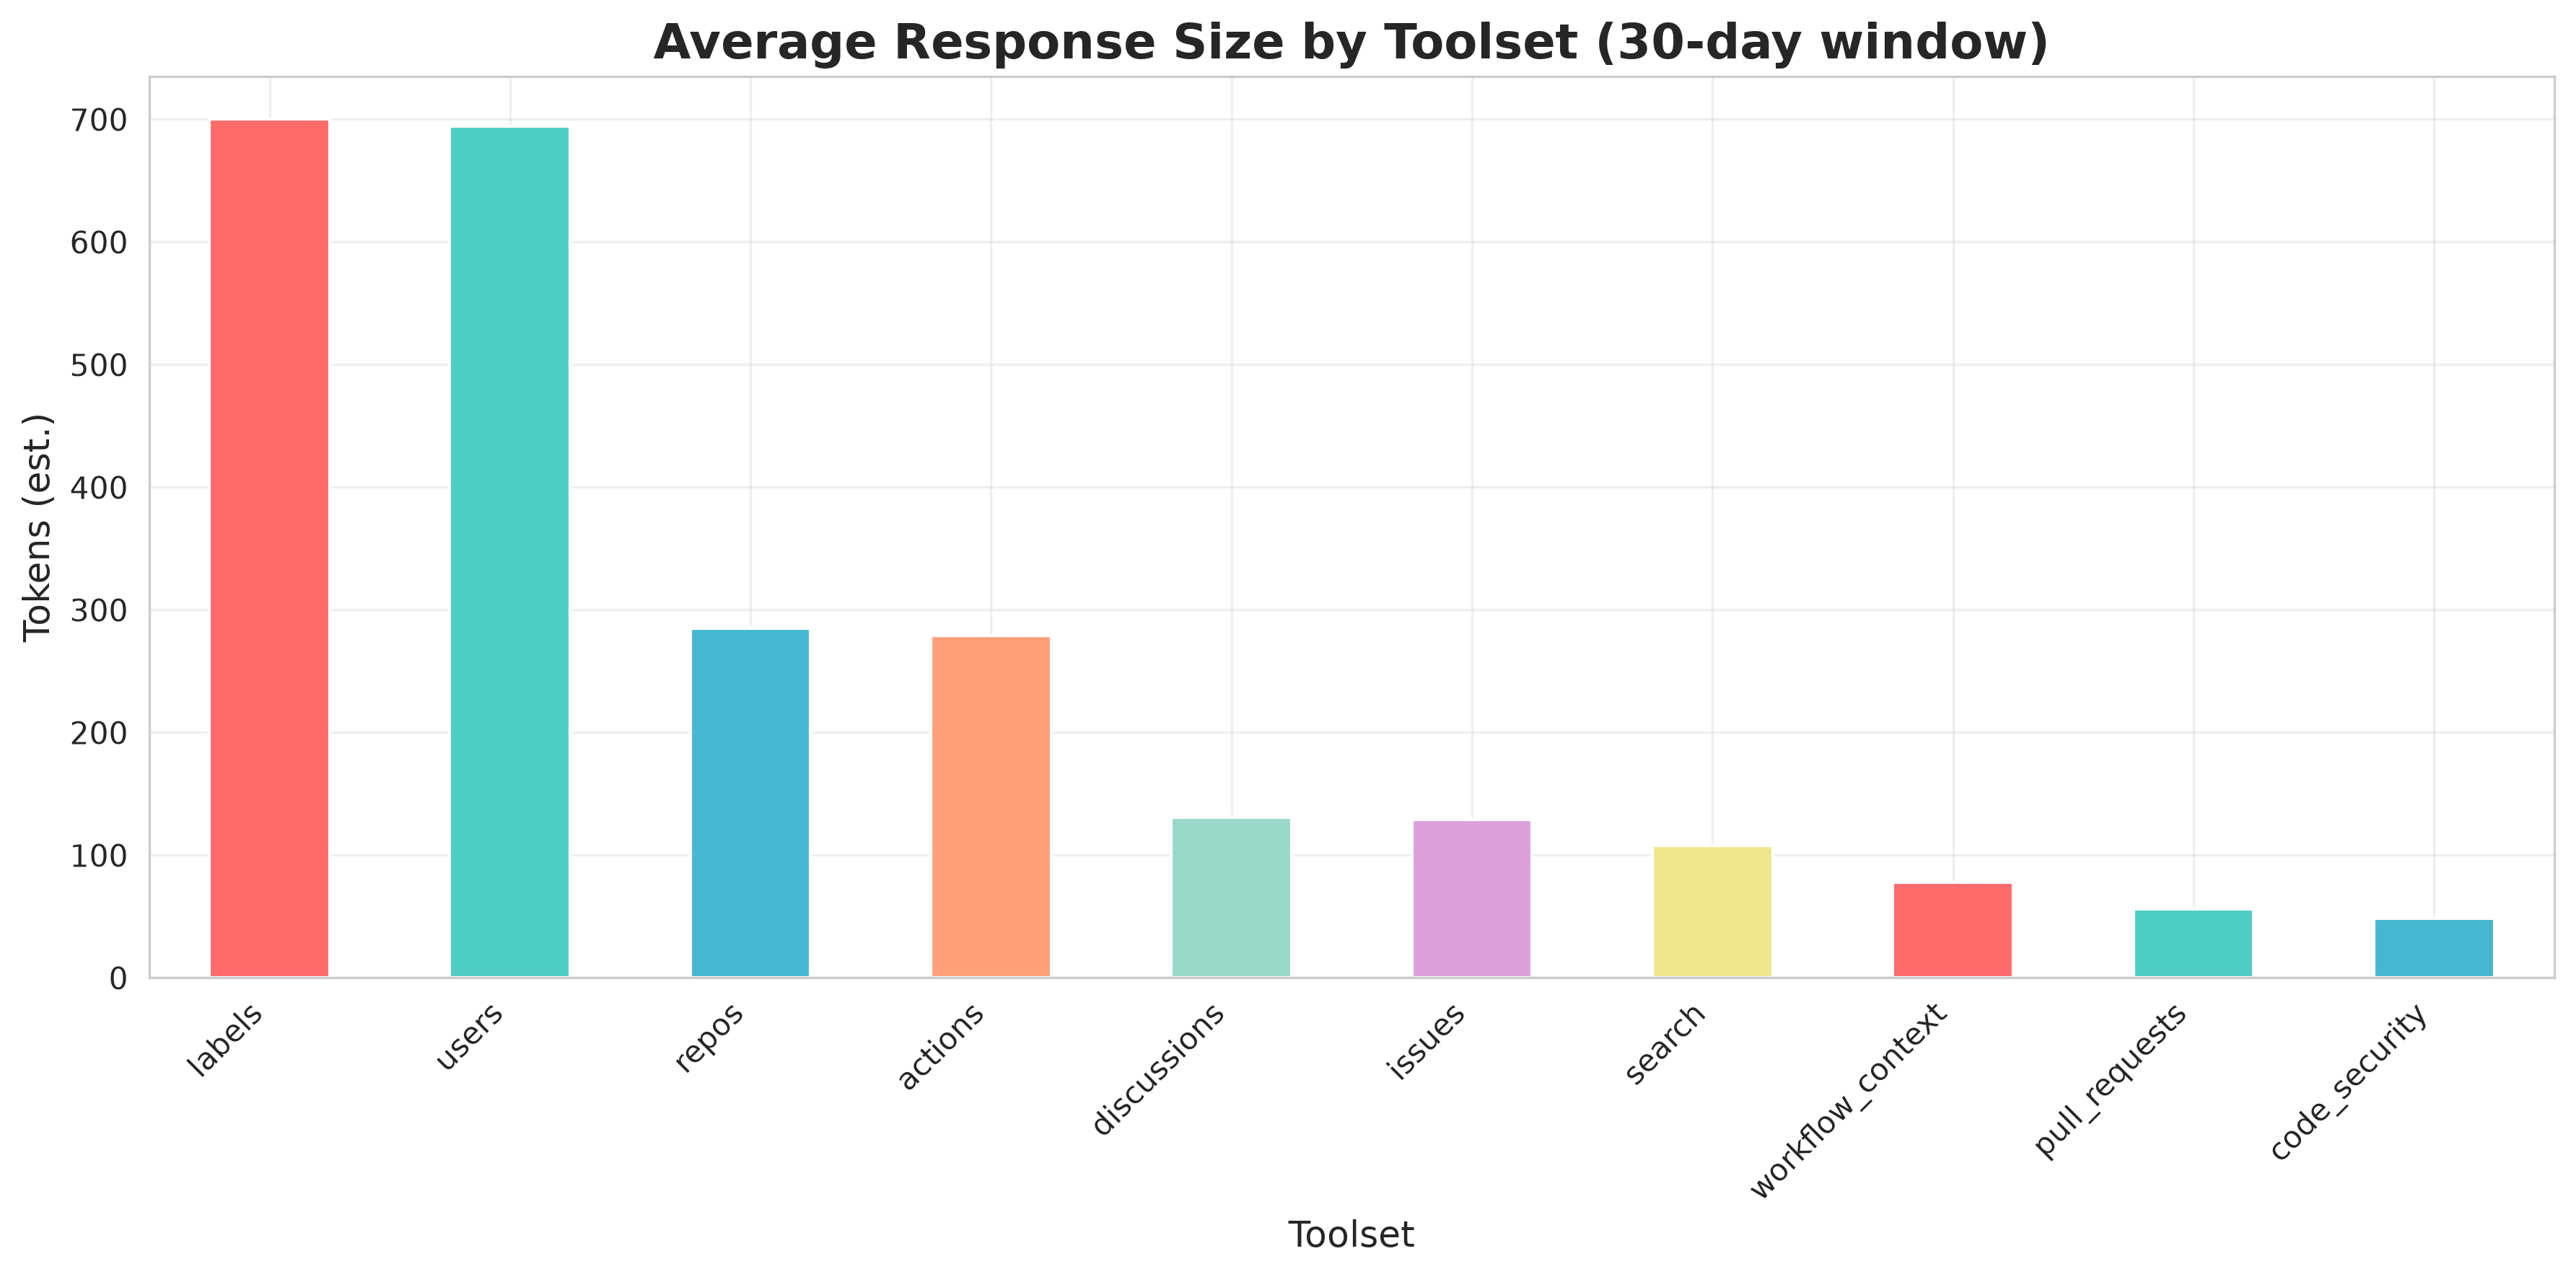 Average Response Size by Toolset (30-day window)
Tokens (est.)
700
600
500
400
300
200
100
0
labels
users
repos
actions
discussions
issues
search
workflow_context
pull_requests
code_security
Toolset